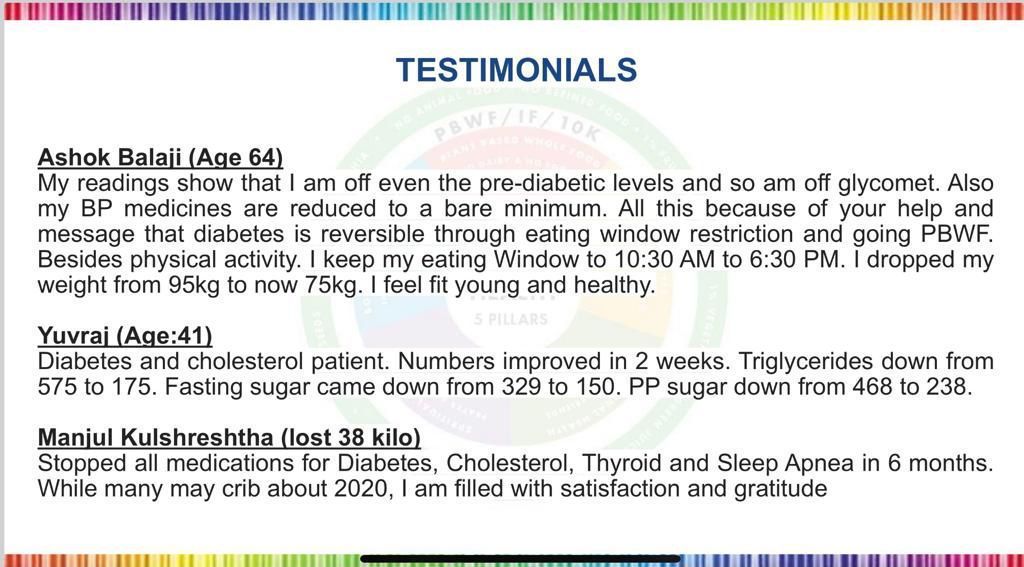 TESTIMONIALS
Ashok Balaji (Age 64)
My readings show that I am off even the pre-diabetic levels and so am off glycomet. Also
my BP medicines are reduced to a bare minimum. All this because of your help and
message that diabetes is reversible through eating window restriction and going PBWF.
Besides physical activity. I keep my eating Window to 10:30 AM to 6:30 PM. I dropped my
weight from 95kg to now 75kg. I feel fit young and healthy.
Yuvraj (Age:41)
Diabetes and cholesterol patient. Numbers improved in 2 weeks. Triglycerides down from
575 to 175. Fasting sugar came down from 329 to 150. PP sugar down from 468 to 238.
Manjul Kulshreshtha (lost 38 kilo)
Stopped all medications for Diabetes, Cholesterol, Thyroid and Sleep Apnea in 6 months.
While many may crib about 2020, I am filled with satisfaction and gratitude
PBWF/IF/10K
PLANT BASED WHOLE FOOD
5 PILLARS